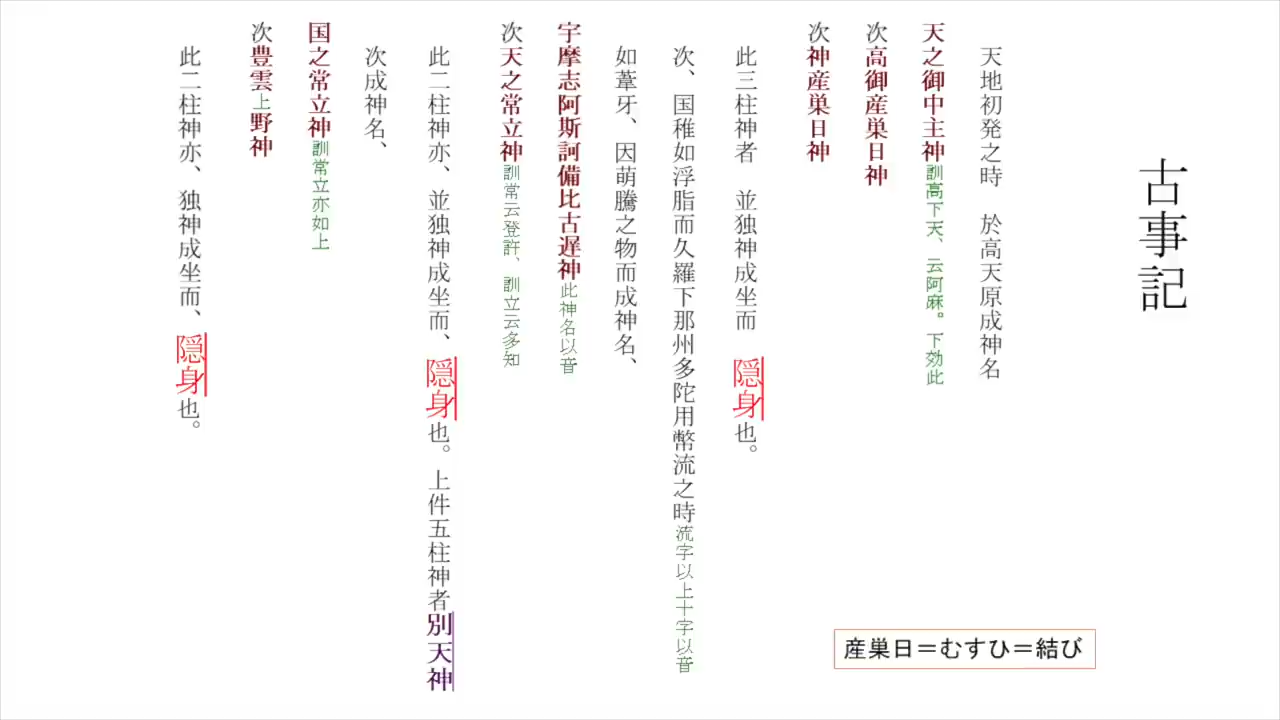 古事記
天地初発之時　於高天原成神名
天之御中主神訓高下天、云阿麻。下効此
次高御産巣日神
次神産巣日神
此三柱神者　並独神成坐而　隠身也。
次、国稚如浮脂而久羅下那州多陀用幣流之時流字以上十字以音
如葦牙、因萌騰之物而成神名、
宇摩志阿斯訶備比古遅神此神名以音
次天之常立神訓常云登許、訓立云多知
此二柱神亦、並独神成坐而、隠身也。上件五柱神者別天神
次成神名、
国之常立神訓常立亦如上
次豊雲上野神
此二柱神亦、独神成坐而、隠身也。
産巣日＝むすひ＝結び